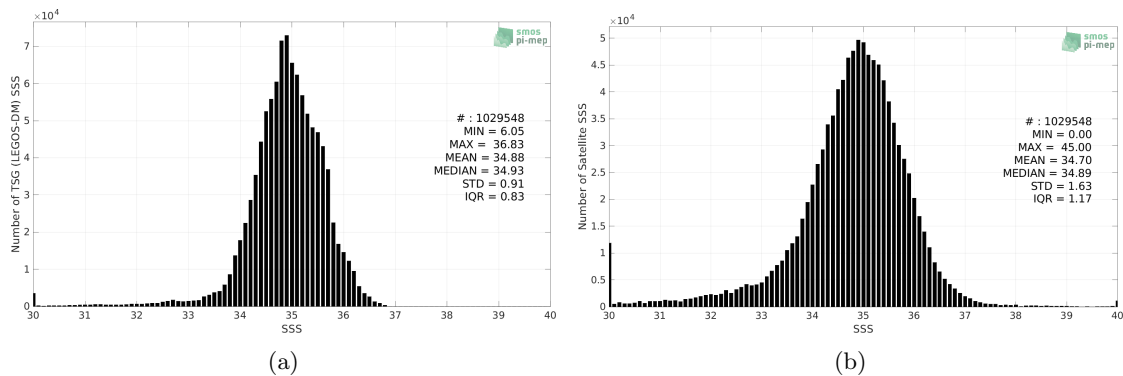 ×10⁴
smos
pi-mep
7
6
5
4
3
2
1
0
Number of TSG (LEGOS-DM) SSS
# : 1029548
MIN = 6.05
MAX = 36.83
MEAN = 34.88
MEDIAN = 34.93
STD = 0.91
IQR = 0.83
30 31 32 33 34 35 36 37 38 39 40
SSS
(a)
×10⁴
smos
pi-mep
5
4.5
4
3.5
3
2.5
2
1.5
1
0.5
0
Number of Satellite SSS
# : 1029548
MIN = 0.00
MAX = 45.00
MEAN = 34.70
MEDIAN = 34.89
STD = 1.63
IQR = 1.17
30 31 32 33 34 35 36 37 38 39 40
SSS
(b)